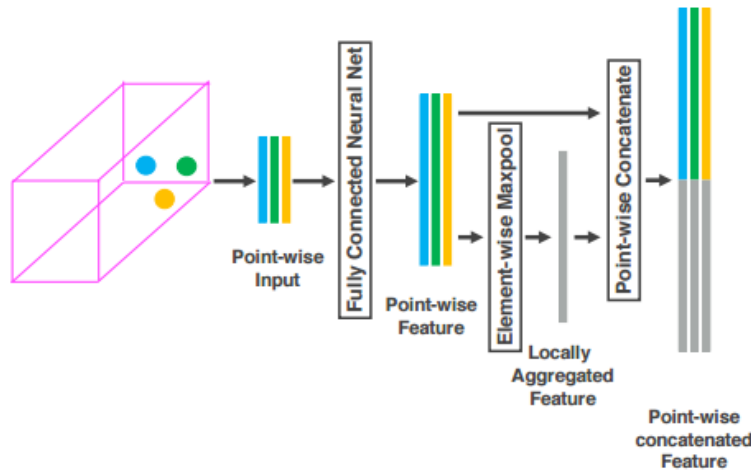 Point-wise
Input
Fully Connected Neural Net
Point-wise
Feature
Element-wise Maxpool
Locally
Aggregated
Feature
Point-wise Concatenate
Point-wise
concatenated
Feature